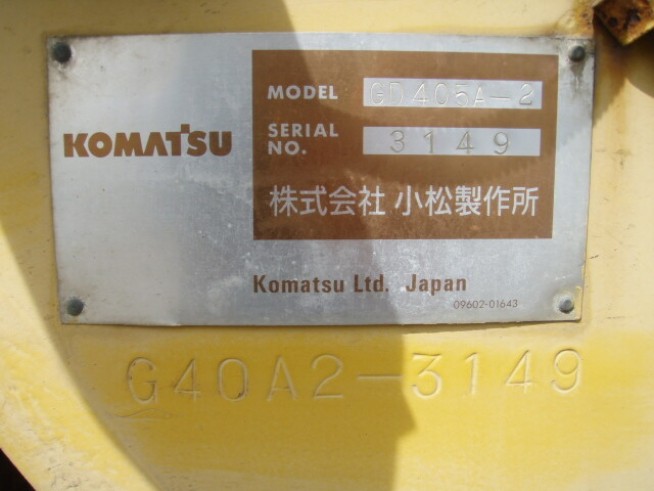 KOMATSU
MODEL GD405A-2
SERIAL NO. 3149
株式会社 小松製作所
Komatsu Ltd. Japan
09602-01643
G40A2-3149